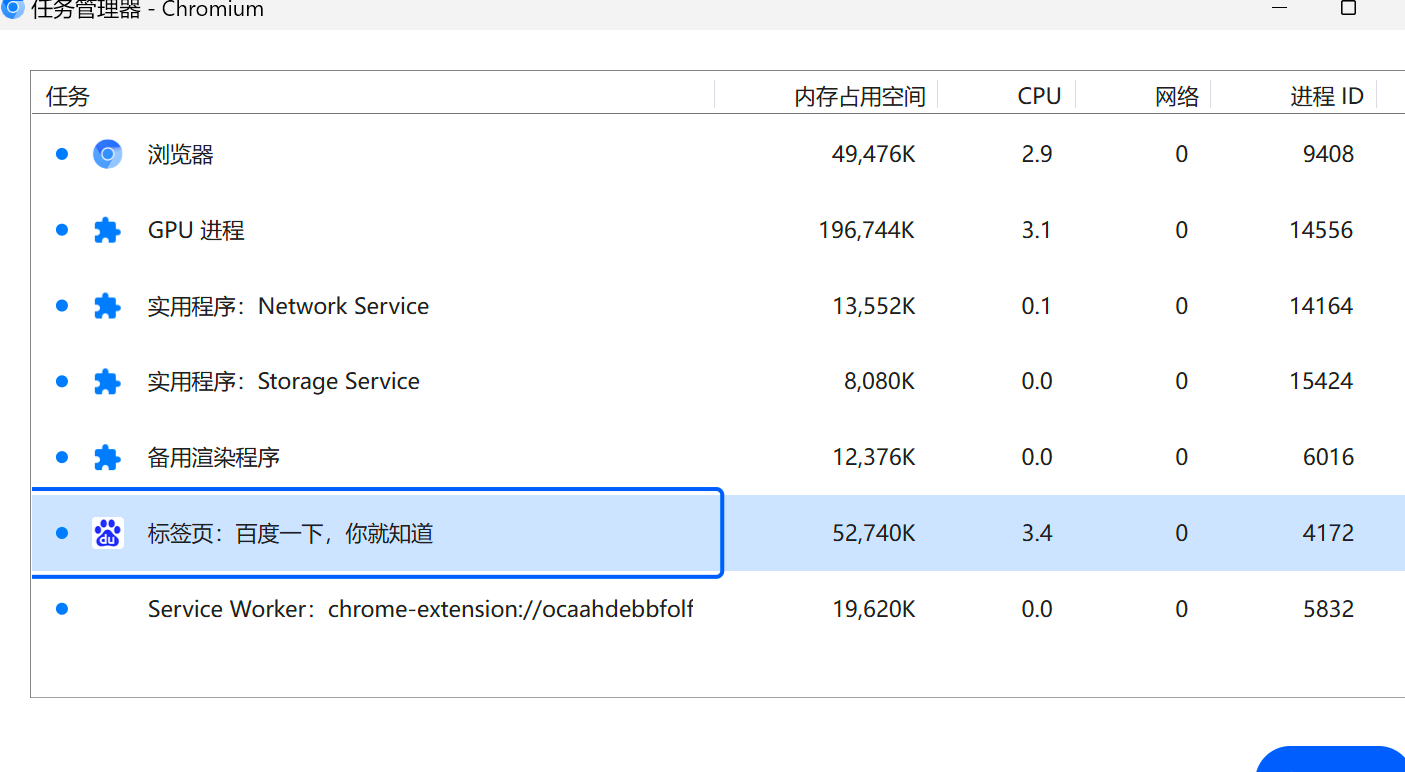 任务管理器 - Chromium
任务 内存占用空间 CPU 网络 进程 ID
浏览器 49,476K 2.9 0 9408
GPU 进程 196,744K 3.1 0 14556
实用程序：Network Service 13,552K 0.1 0 14164
实用程序：Storage Service 8,080K 0.0 0 15424
备用渲染程序 12,376K 0.0 0 6016
du 标签页：百度一下，你就知道 52,740K 3.4 0 4172
Service Worker：chrome-extension://ocaahdebbfolf 19,620K 0.0 0 5832